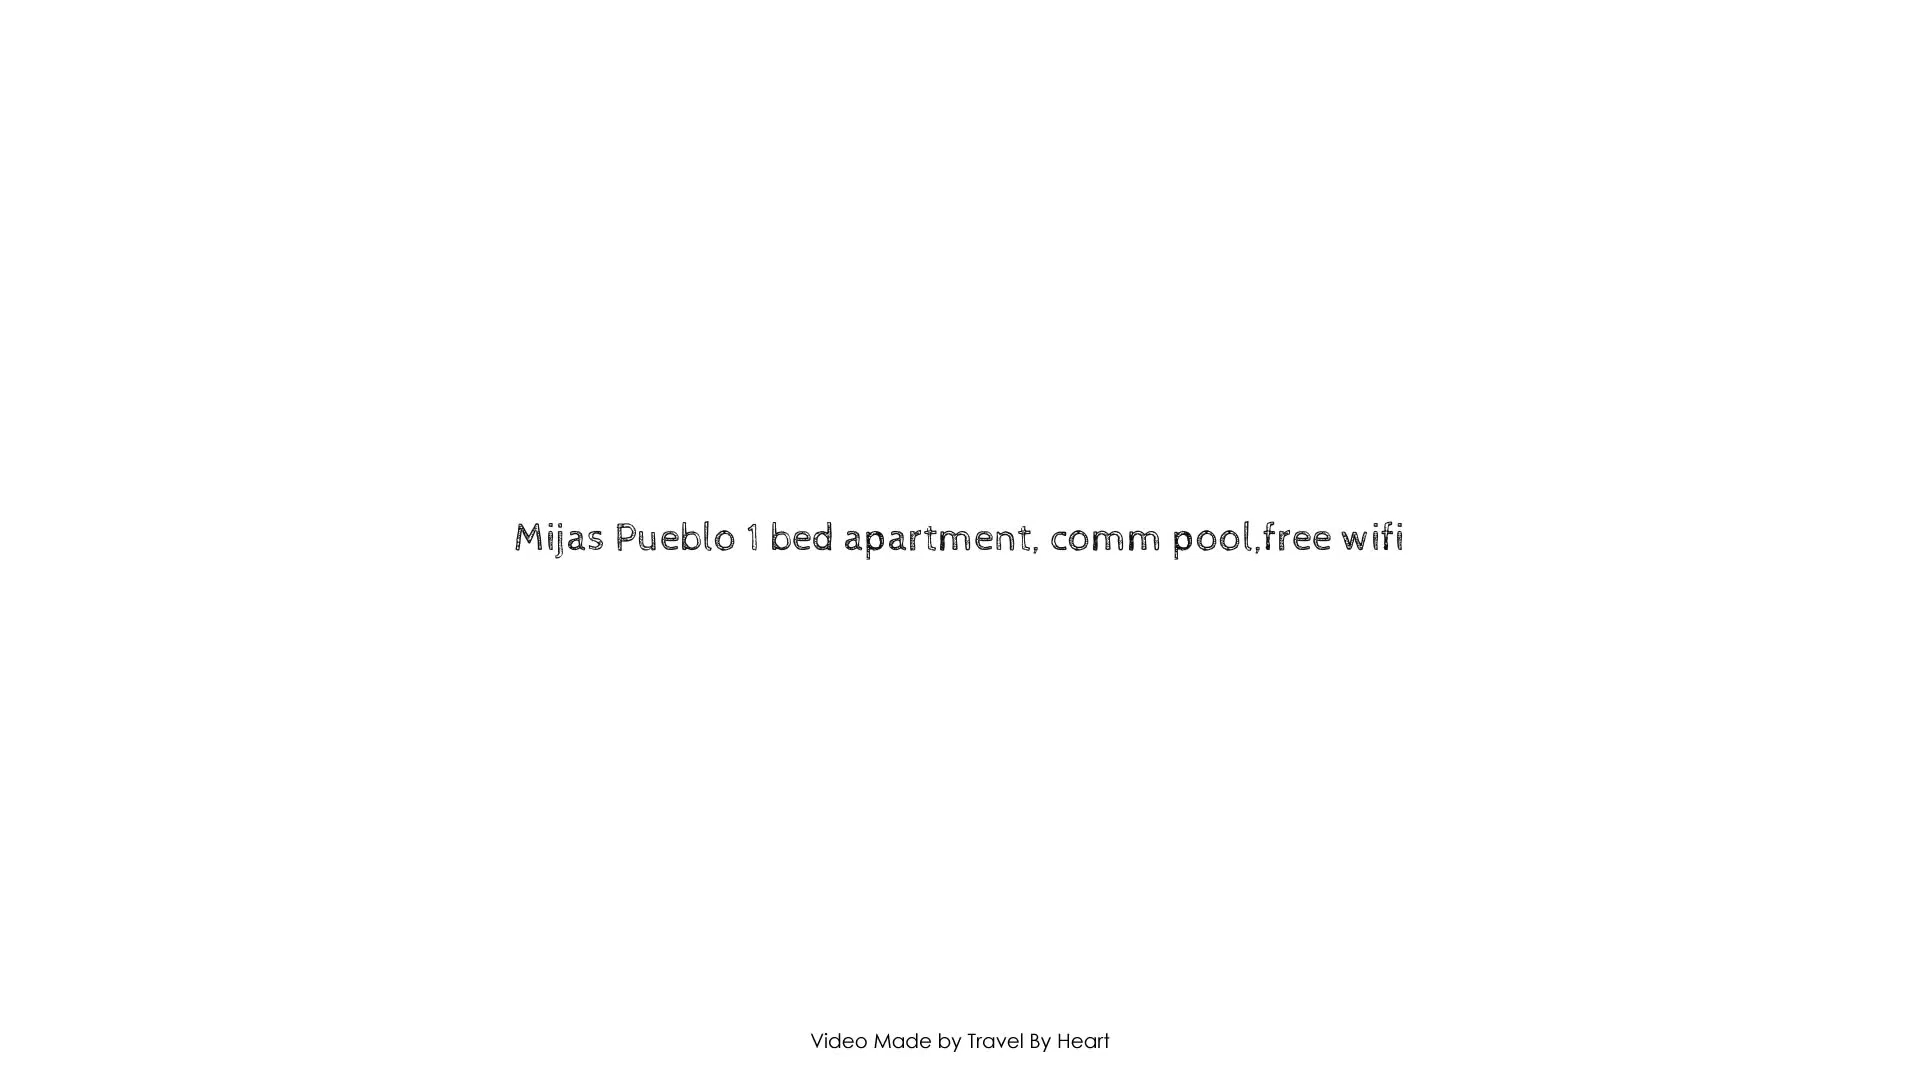 Mijas Pueblo 1 bed apartment, comm pool,free wifi
Video Made by Travel By Heart